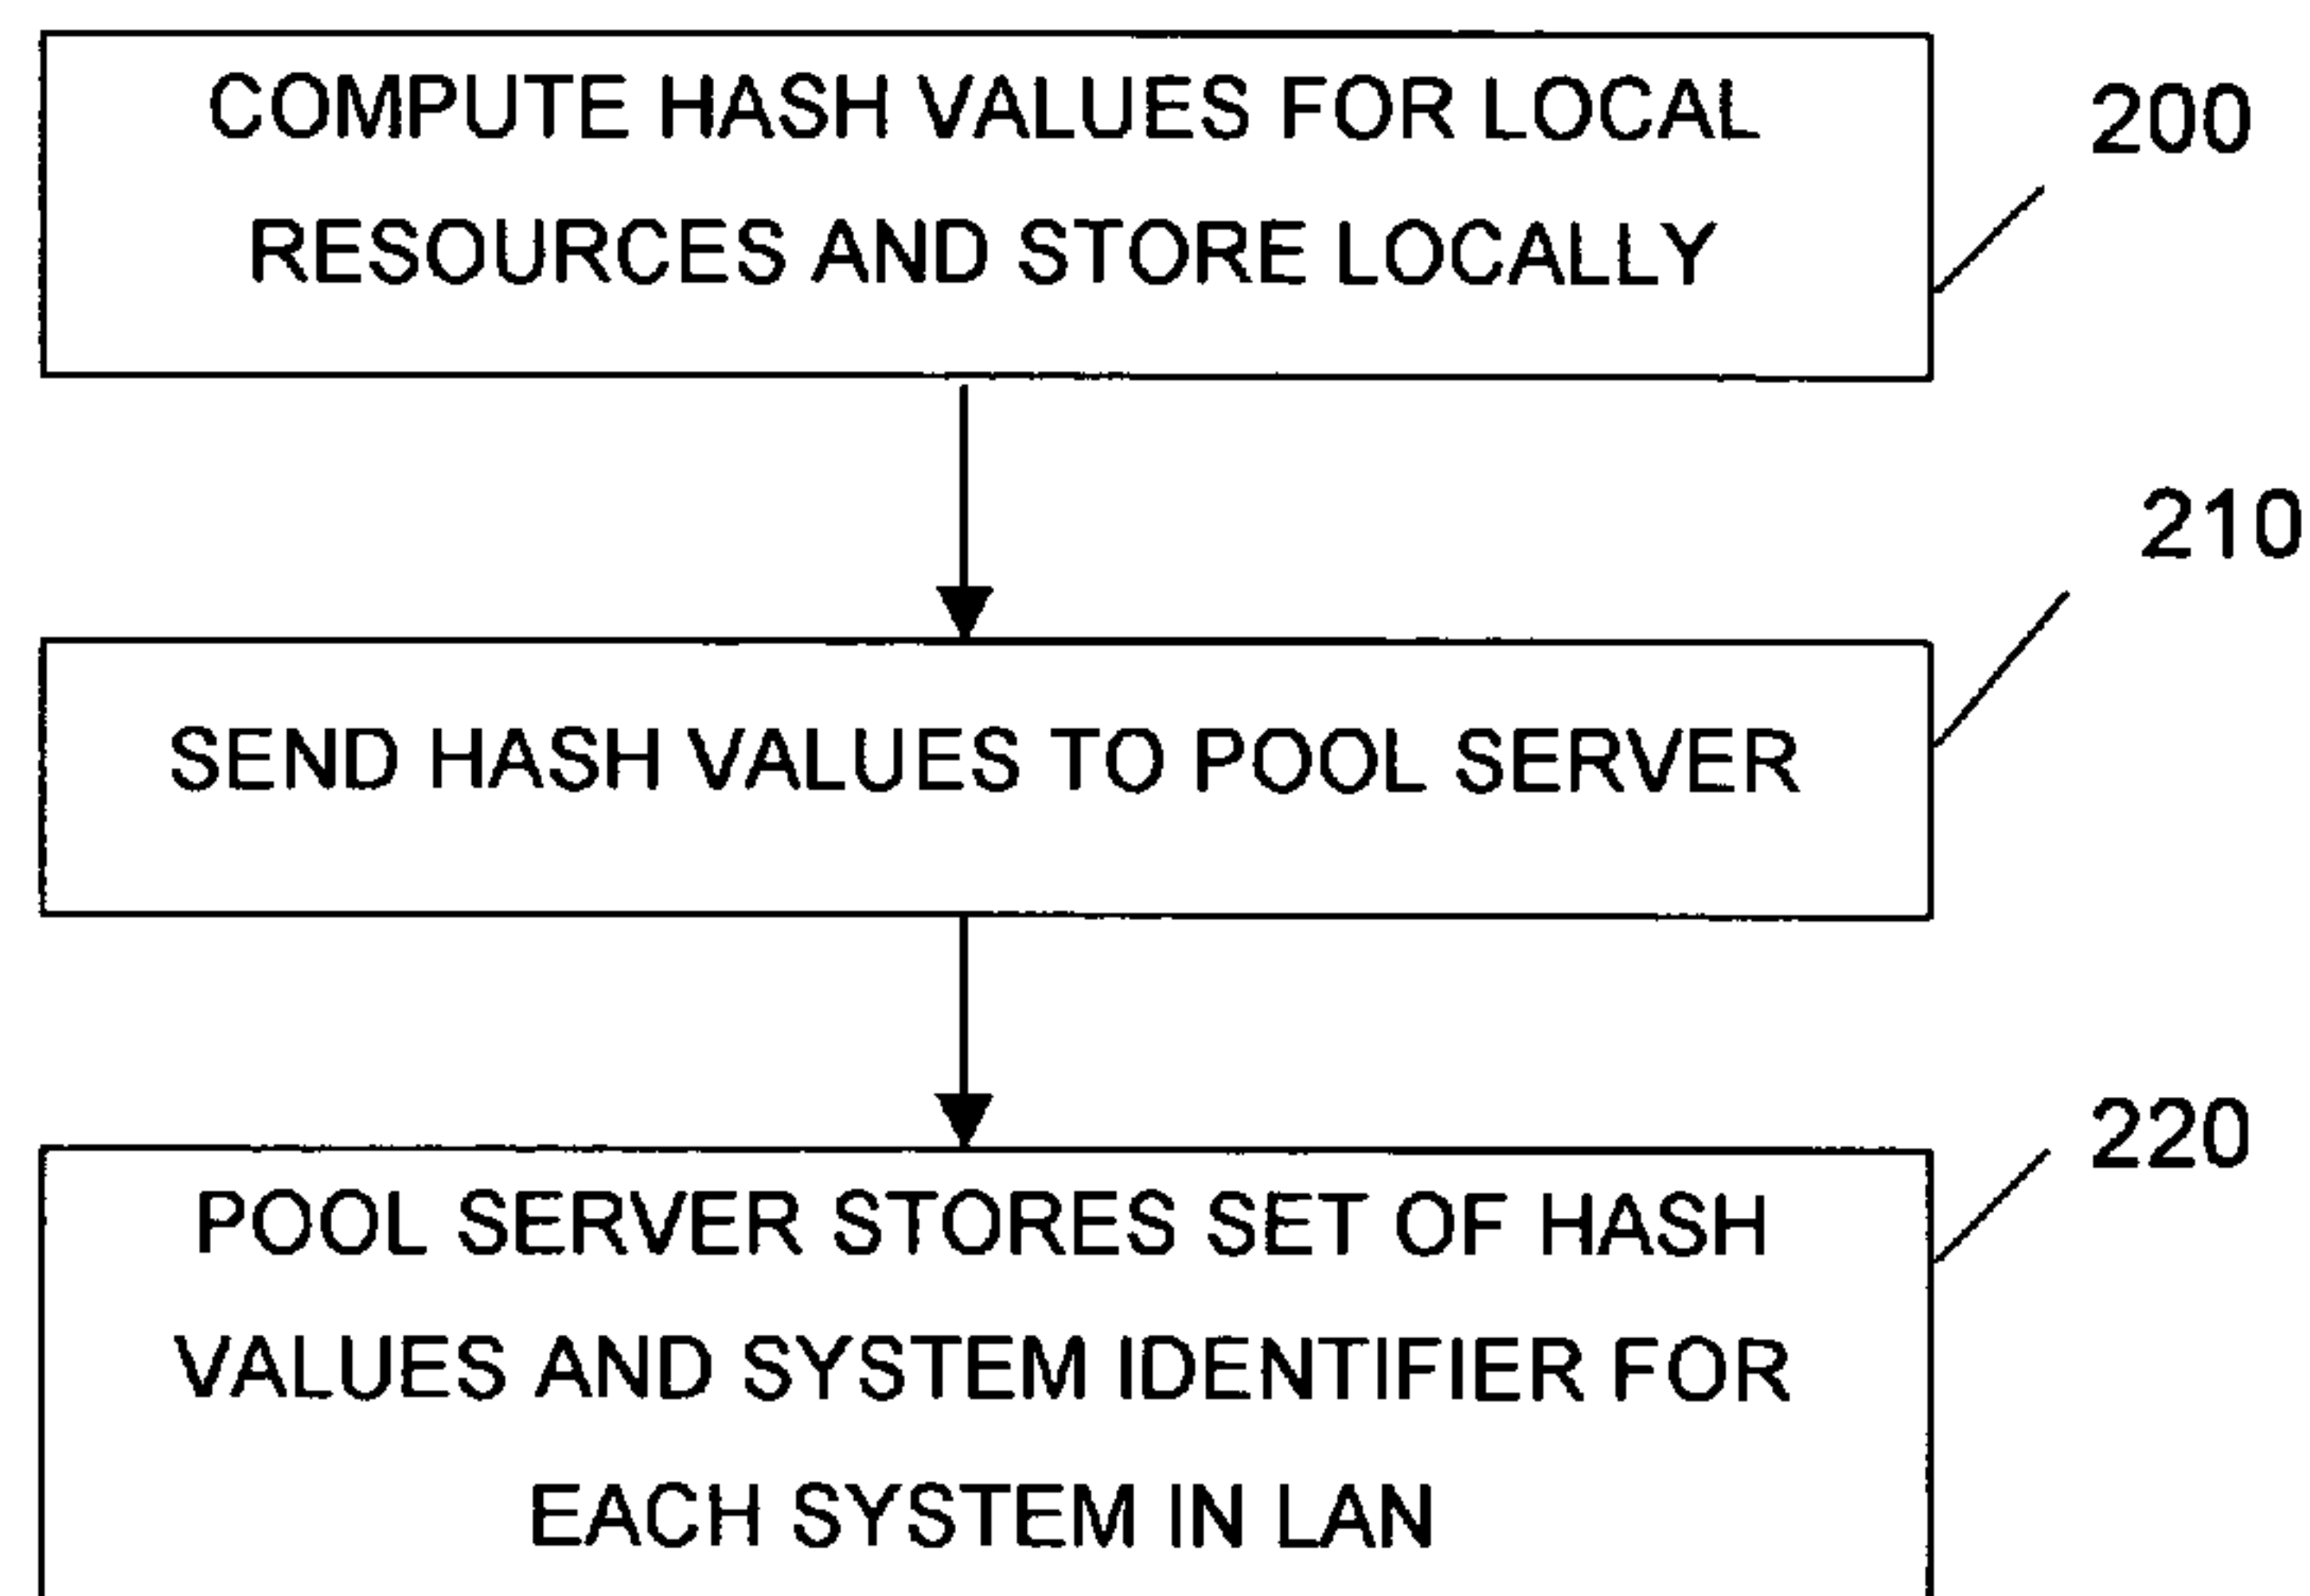 COMPUTE HASH VALUES FOR LOCAL
RESOURCES AND STORE LOCALLY
200
SEND HASH VALUES TO POOL SERVER
210
POOL SERVER STORES SET OF HASH
VALUES AND SYSTEM IDENTIFIER FOR
EACH SYSTEM IN LAN
220